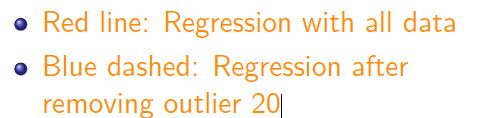 Red line: Regression with all data
Blue dashed: Regression after
removing outlier 20